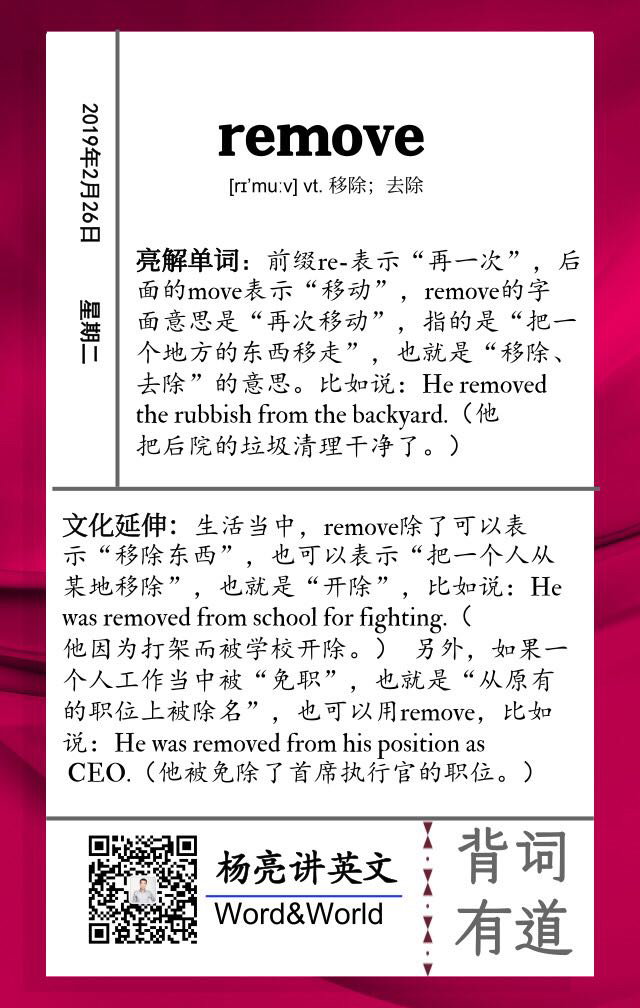 2019年2月26日 星期二
remove
[rɪ'muːv] vt. 移除；去除
亮解单词：前缀re-表示“再一次”，后
面的move表示“移动”，remove的字
面意思是“再次移动”，指的是“把一
个地方的东西移走”，也就是“移除、
去除”的意思。比如说：He removed
the rubbish from the backyard.（他
把后院的垃圾清理干净了。）
文化延伸：生活当中，remove除了可以表
示“移除东西”，也可以表示“把一个人从
某地移除”，也就是“开除”，比如说：He
was removed from school for fighting.（
他因为打架而被学校开除。） 另外，如果一
个人工作当中被“免职”，也就是“从原有
的职位上被除名”，也可以用remove，比如
说：He was removed from his position as
CEO.（他被免除了首席执行官的职位。）
杨亮讲英文
Word&World
背词
有道